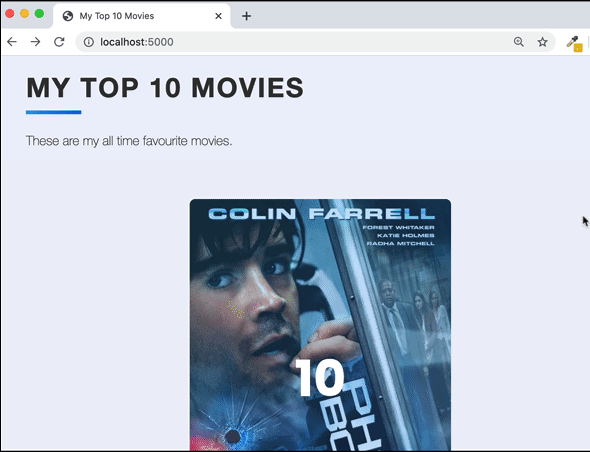 My Top 10 Movies
localhost:5000
MY TOP 10 MOVIES
These are my all time favourite movies.
COLIN FARRELL
FOREST WHITAKER
KATIE HOLMES
RADHA MITCHELL
10
PH
BO